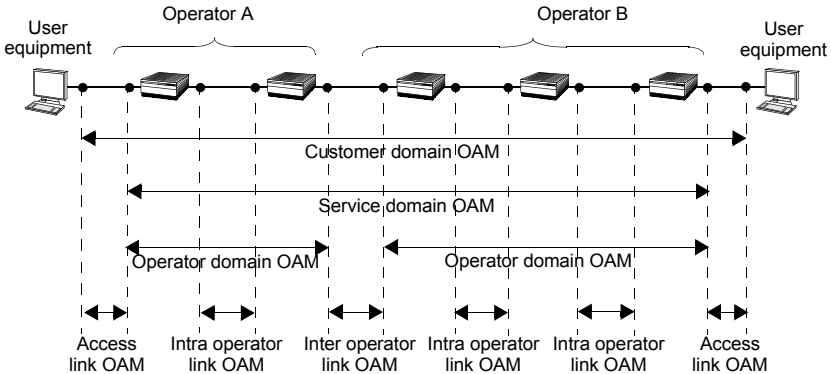 Operator A
Operator B
User
equipment
User
equipment
Customer domain OAM
Service domain OAM
Operator domain OAM
Operator domain OAM
Access
link OAM
Intra operator
link OAM
Inter operator
link OAM
Intra operator
link OAM
Intra operator
link OAM
Access
link OAM